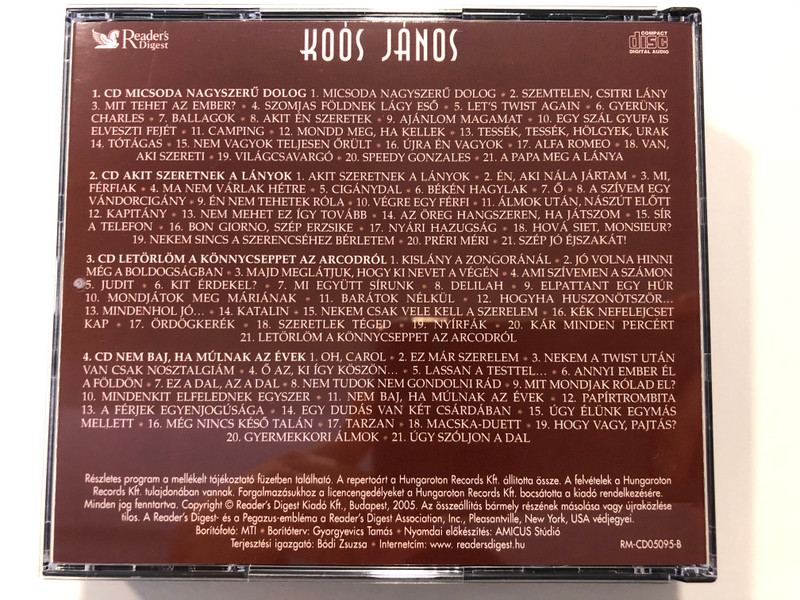 Reader's
Digest
KOÓS JÁNOS
COMPACT
disc
DIGITAL AUDIO
1. CD MICSODA NAGYSZERŰ DOLOG 1. MICSODA NAGYSZERŰ DOLOG • 2. SZEMTELEN, CSITRI LÁNY
3. MIT TEHET AZ EMBER? • 4. SZOMJAS FÖLDNEK LÁGY ESŐ • 5. LET'S TWIST AGAIN • 6. GYERÜNK,
CHARLES • 7. BALLAGOK • 8. AKIT ÉN SZERETEK • 9. AJÁNLOM MAGAMAT • 10. EGY SZÁL GYUFA IS
ELVESZTI FEJÉT • 11. CAMPING • 12. MONDD MEG, HA KELLEK • 13. TESSÉK, TESSÉK, HÖLGYEK, URAK
14. TÓTÁGAS • 15. NEM VAGYOK TELJESEN ŐRÜLT • 16. ÚJRA ÉN VAGYOK • 17. ALFA ROMEO • 18. VAN,
AKI SZERETI • 19. VILÁGCSAVARGÓ • 20. SPEEDY GONZALES • 21. A PAPA MEG A LÁNYA
2. CD AKIT SZERETNEK A LÁNYOK • 1. AKIT SZERETNEK A LÁNYOK • 2. ÉN, AKI NÁLA JÁRTAM • 3. MI,
FÉRFIAK • 4. MA NEM VÁRLAK HÉTRE • 5. CIGÁNYDAL • 6. BÉKÉN HAGYLAK • 7. Ő • 8. A SZÍVEM EGY
VÁNDORCIGÁNY • 9. ÉN NEM TEHETEK RÓLA • 10. VÉGRE EGY FÉRFI • 11. ÁLMOK UTÁN, NÁSZÚT ELŐTT
12. KAPITÁNY • 13. NEM MEHET EZ ÍGY TOVÁBB • 14. AZ ÖREG HANGSZEREN, HA JÁTSZOM • 15. SÍR
A TELEFON • 16. BON GIORNO, SZÉP ERZSIKE • 17. NYÁRI HAZUGSÁG • 18. HOVÁ SIET, MONSIEUR?
19. NEKEM SINCS A SZERENCSÉHEZ BÉRLETEM • 20. PRÉRI MÉRI • 21. SZÉP JÓ ÉJSZAKÁT!
3. CD LETÖRLÖM A KÖNNYCSEPPET AZ ARCODRÓL • 1. KISLÁNY A ZONGORÁNÁL • 2. JÓ VOLNA HINNI
MÉG A BOLDOGSÁGBAN • 3. MAJD MEGLÁTJUK, HOGY KI NEVET A VÉGÉN • 4. AMI SZÍVEMEN A SZÁMON
5. JUDIT • 6. KIT ÉRDEKEL? • 7. MI EGYÜTT SÍRUNK • 8. DELILAH • 9. ELPATTANT EGY HÚR
10. MONDJÁTOK MEG MÁRIÁNAK • 11. BARÁTOK NÉLKÜL • 12. HOGYHA HUSZONÖTSZÖR...
13. MINDENHOL JÓ... • 14. KATALIN • 15. NEKEM CSAK VELE KELL A SZERELEM • 16. KÉK NEFELEJCSET
KAP • 17. ÖRDÖGKERÉK • 18. SZERETLEK TÉGED • 19. NYÍRFÁK • 20. KÁR MINDEN PERCÉRT
21. LETÖRLÖM A KÖNNYCSEPPET AZ ARCODRÓL
4. CD NEM BAJ, HA MÚLNAK AZ ÉVEK • 1. OH, CAROL • 2. EZ MÁR SZERELEM • 3. NEKEM A TWIST UTÁN
VAN CSAK NOSZTALGIÁM • 4. Ő AZ, KI ÍGY KÖSZÖN... • 5. LASSAN A TESTTEL... • 6. ANNYI EMBER ÉL
A FÖLDÖN • 7. EZ A DAL, AZ A DAL • 8. NEM TUDOK NEM GONDOLNI RÁD • 9. MIT MONDJAK RÓLAD EL?
10. MINDENKIT ELFELEDNEK EGYSZER • 11. NEM BAJ, HA MÚLNAK AZ ÉVEK • 12. PAPÍRTROMBITA
13. A FÉRJEK EGYENJOGÚSÁGA • 14. EGY DUDÁS VAN KÉT CSÁRDÁBAN • 15. ÚGY ÉLÜNK EGYMÁS
MELLETT • 16. MÉG NINCS KÉSŐ TALÁN • 17. TARZAN • 18. MACSKA-DUETT • 19. HOGY VAGY, PAJTÁS?
20. GYERMEKKORI ÁLMOK • 21. ÚGY SZÓLJON A DAL
Részletes program a mellékelt tájékoztató füzetben található. A repertoárt a Hungaroton Records Kft. állította össze. A felvételek a Hungaroton
Records Kft. tulajdonában vannak. Forgalmazásukhoz a licencengedélyeket a Hungaroton Records Kft. bocsátotta a kiadó rendelkezésére.
Minden jog fenntartva. Copyright © Reader's Digest Kiadó Kft., Budapest, 2005. Az összeállítás bármely részének másolása vagy újraközlése
tilos. A Reader's Digest- és a Pegazus-embléma a Reader's Digest Association, Inc., Pleasantville, New York, USA védjegyei.
Borítófotó: MTI • Borítóterv: Gyorgyevics Tamás • Nyomdai előkészítés: AMICUS Stúdió
Terjesztési igazgató: Bódi Zsuzsa • Internetcím: www. readersdigest.hu
RM-CD05095-B